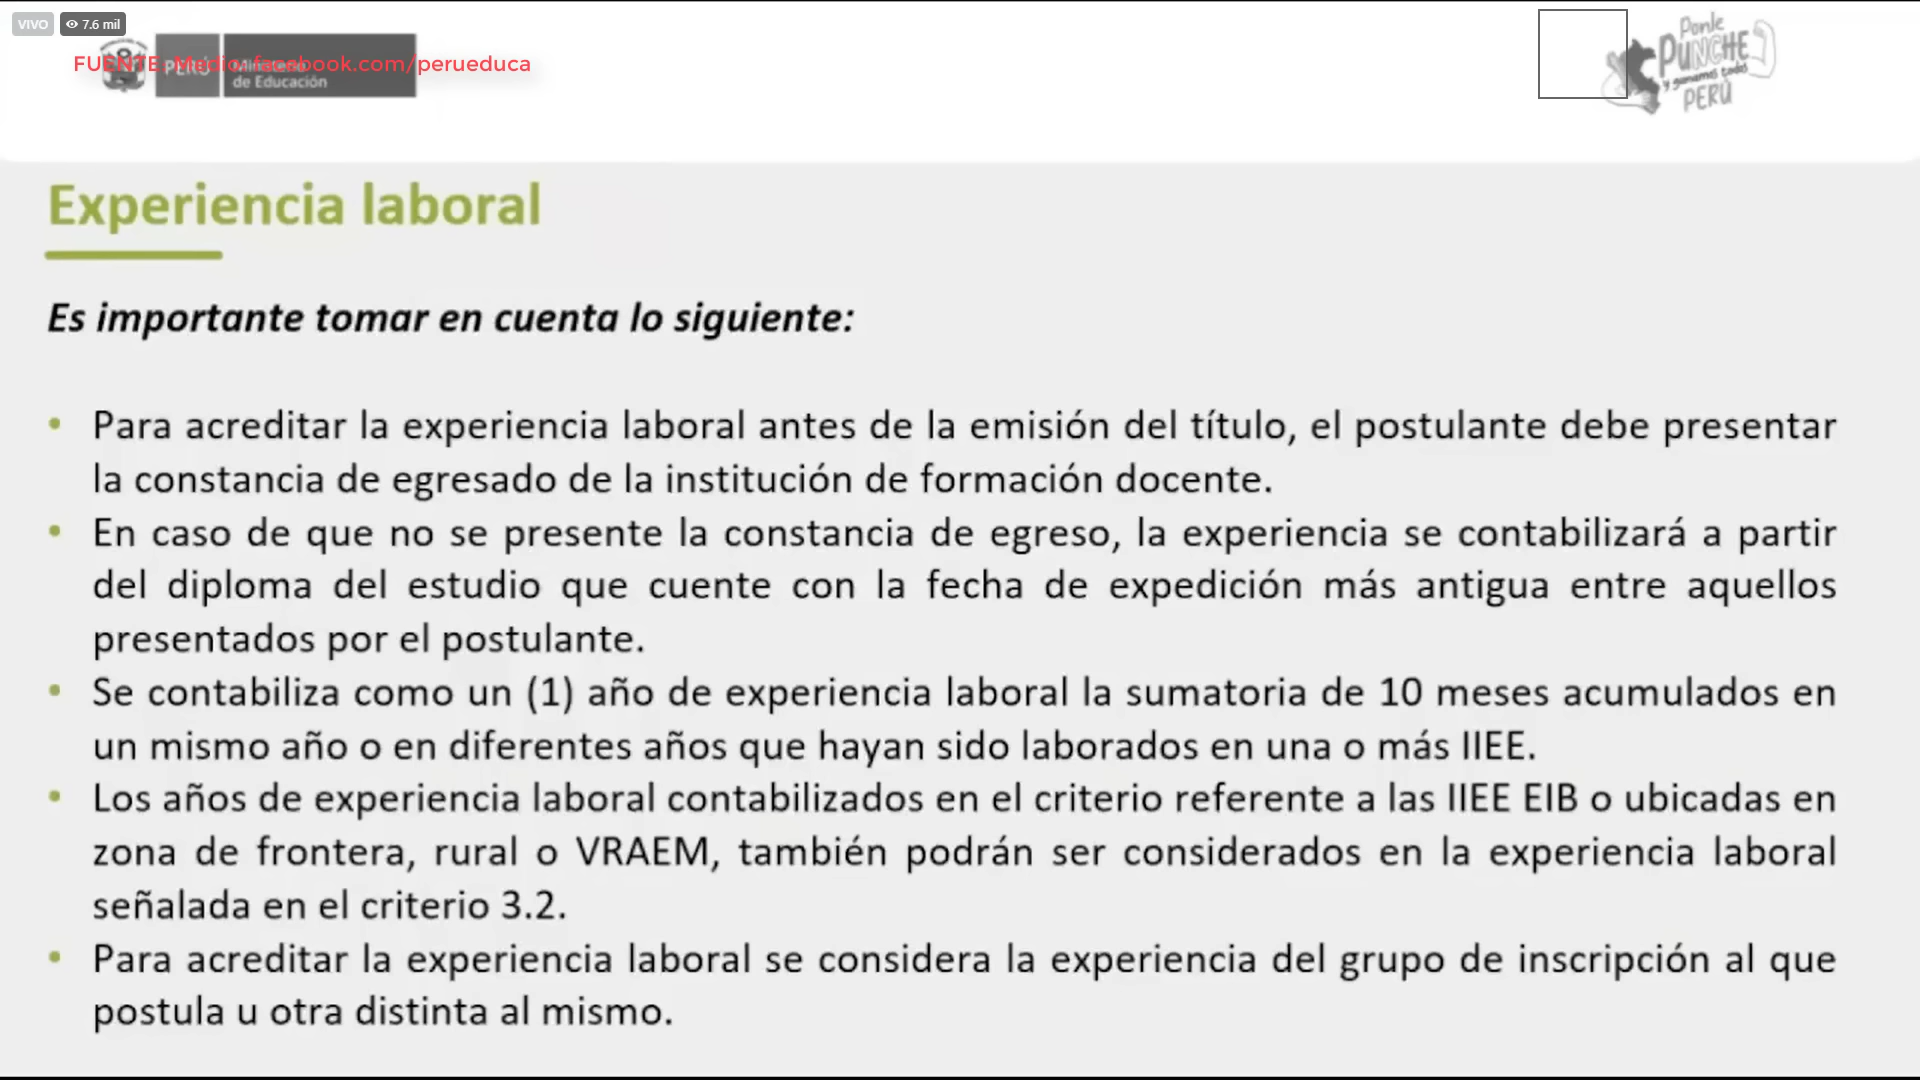 VIVO 7.6 mil
FUENTE: Medio: facebook.com/perueduca
PERÚ Ministerio
de Educación
Ponle
PUNCHE
y ganamos todos
PERÚ
Experiencia laboral
Es importante tomar en cuenta lo siguiente:
• Para acreditar la experiencia laboral antes de la emisión del título, el postulante debe presentar
la constancia de egresado de la institución de formación docente.
• En caso de que no se presente la constancia de egreso, la experiencia se contabilizará a partir
del diploma del estudio que cuente con la fecha de expedición más antigua entre aquellos
presentados por el postulante.
• Se contabiliza como un (1) año de experiencia laboral la sumatoria de 10 meses acumulados en
un mismo año o en diferentes años que hayan sido laborados en una o más IIEE.
• Los años de experiencia laboral contabilizados en el criterio referente a las IIEE EIB o ubicadas en
zona de frontera, rural o VRAEM, también podrán ser considerados en la experiencia laboral
señalada en el criterio 3.2.
• Para acreditar la experiencia laboral se considera la experiencia del grupo de inscripción al que
postula u otra distinta al mismo.